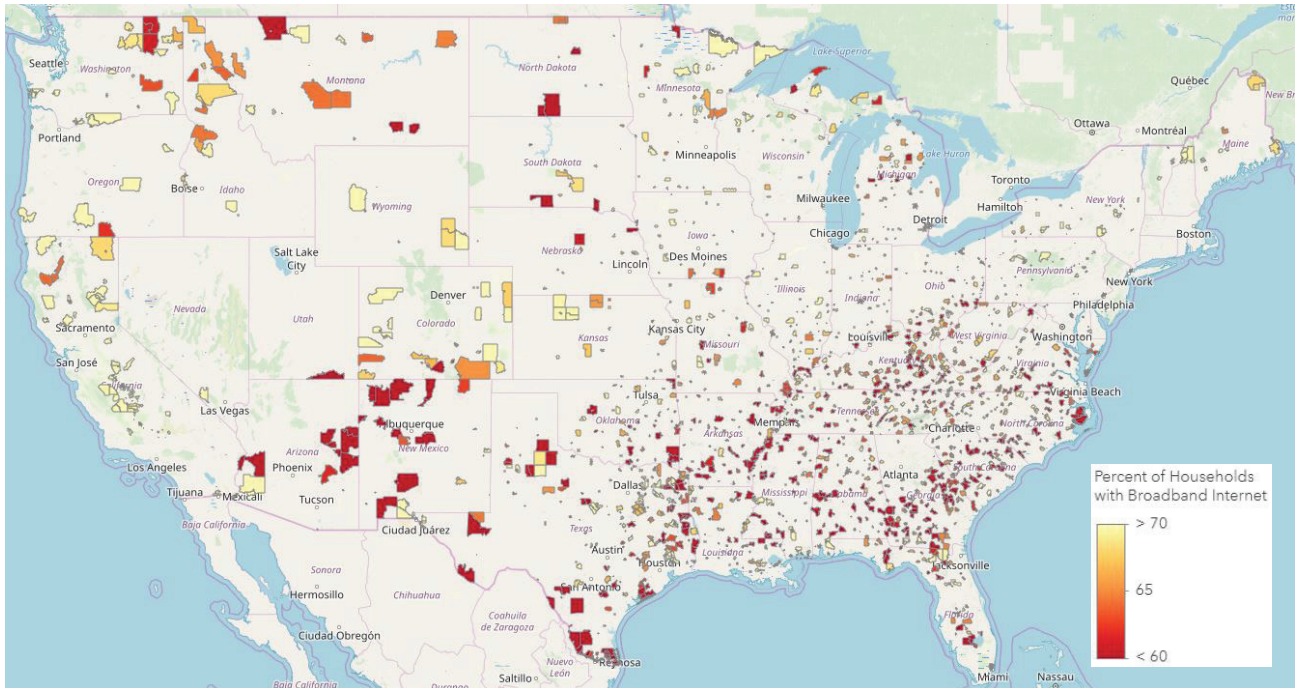 Seattle
Washington
Portland
Oregon
Boise
Idaho
Montana
North Dakota
South Dakota
Wyoming
Nebraska
Lincoln
Minnesota
Minneapolis
Lake Superior
Wisconsin
Milwaukee
Chicago
Michigan
Lake Huron
Detroit
Toronto
Hamilton
Ottawa
Montréal
Québec
Maine
New York
Boston
New York
Pennsylvania
Philadelphia
Washington
Virginia
West Virginia
Virginia Beach
Ohio
Indiana
Illinois
Iowa
Des Moines
Kansas City
Missouri
Kansas
Louisville
Kentucky
Tennessee
Memphis
North Carolina
Charlotte
South Carolina
Atlanta
Georgia
Alabama
Mississippi
Arkansas
Louisiana
Tulsa
Oklahoma
Dallas
Texas
Austin
Houston
San Antonio
Salt Lake
City
Nevada
Utah
Denver
Colorado
Sacramento
San José
California
Las Vegas
Los Angeles
Tijuana
Mexicali
Arizona
Phoenix
Tucson
Albuquerque
New Mexico
Ciudad Juárez
Baja California
Sonora
Hermosillo
Chihuahua
Coahuila
de Zaragoza
Ciudad Obregón
Baja California
Durango
Nuevo
León
Saltillo
Reynosa
Jacksonville
Florida
Miami
Nassau
Percent of Households
with Broadband Internet
> 70
65
< 60